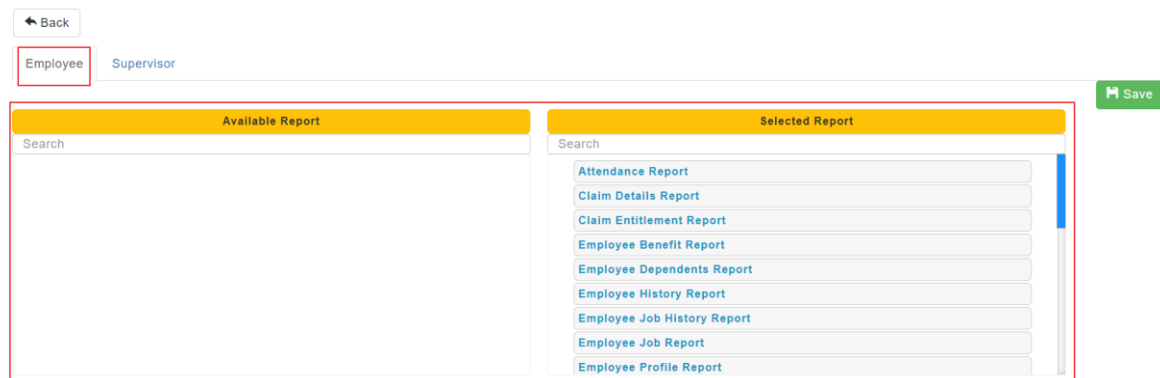 Back
Employee
Supervisor
Save
Available Report
Selected Report
Search
Search
Attendance Report
Claim Details Report
Claim Entitlement Report
Employee Benefit Report
Employee Dependents Report
Employee History Report
Employee Job History Report
Employee Job Report
Employee Profile Report